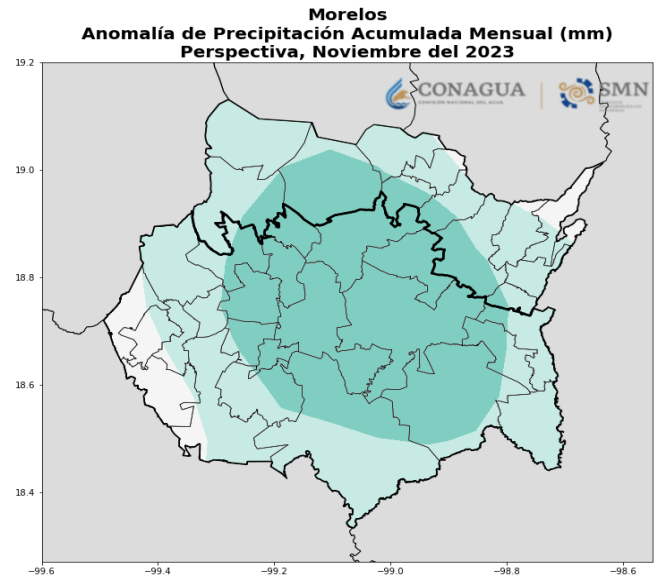 Morelos
Anomalía de Precipitación Acumulada Mensual (mm)
Perspectiva, Noviembre del 2023
CONAGUA
COMISIÓN NACIONAL DEL AGUA
SMN
19.2
19.0
18.8
18.6
18.4
−99.6
−99.4
−99.2
−99.0
−98.8
−98.6